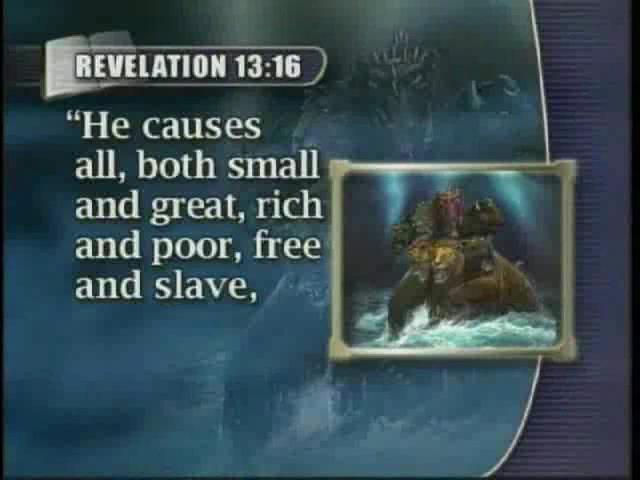 REVELATION 13:16
“He causes
all, both small
and great, rich
and poor, free
and slave,